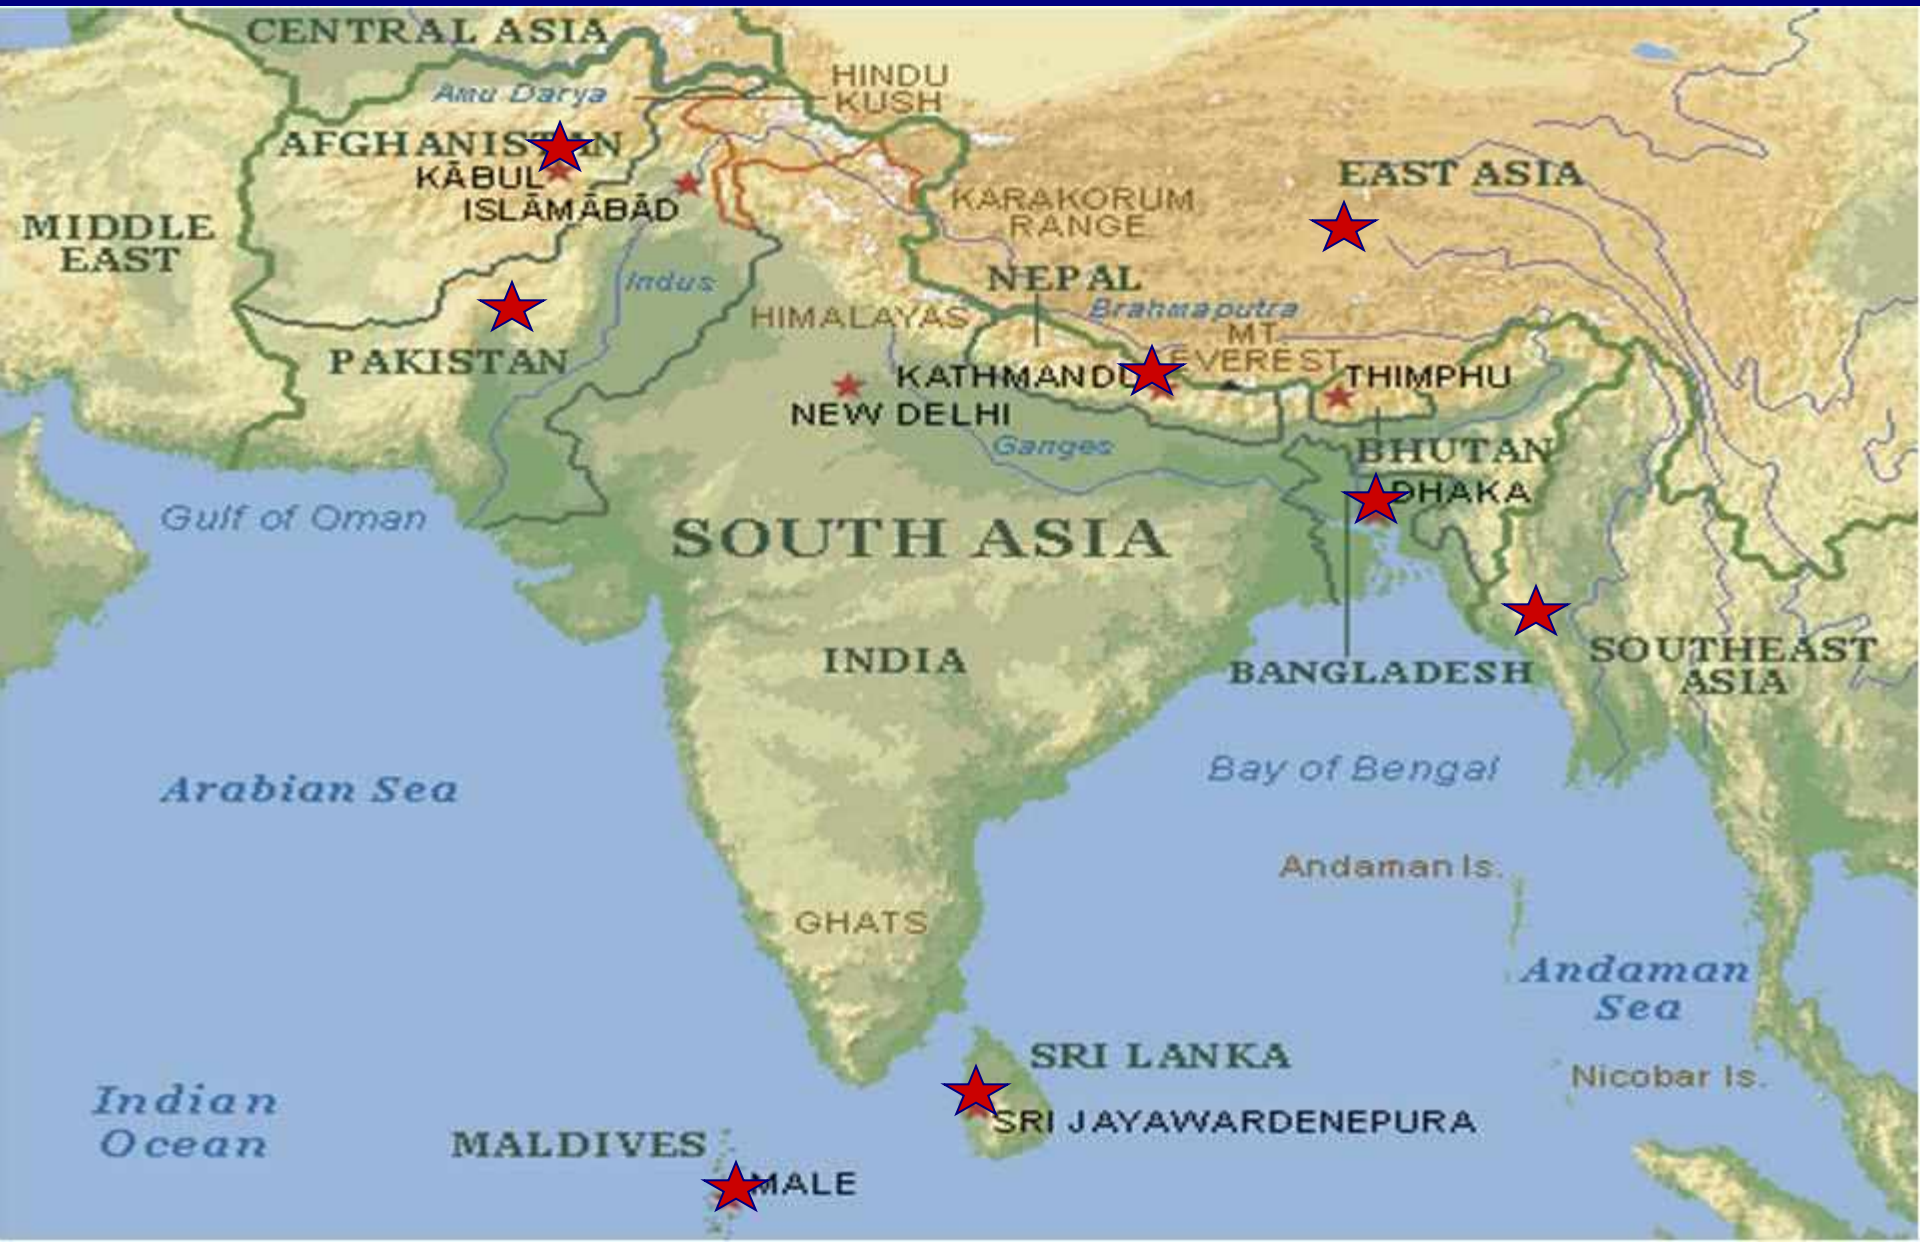 CENTRAL ASIA
HINDU
KUSH
Amu Darya
AFGHANISTAN
KĀBUL
ISLĀMĀBĀD
EAST ASIA
MIDDLE
EAST
KARAKORUM
RANGE
NEPAL
Indus
Brahmaputra
HIMALAYAS
MT.
EVEREST
PAKISTAN
KATHMANDU
THIMPHU
NEW DELHI
Ganges
BHUTAN
DHAKA
Gulf of Oman
SOUTH ASIA
INDIA
BANGLADESH
SOUTHEAST
ASIA
Bay of Bengal
Arabian Sea
Andaman Is.
GHATS
Andaman
Sea
SRI LANKA
Nicobar Is.
Indian
Ocean
SRI JAYAWARDENEPURA
MALDIVES
MALE